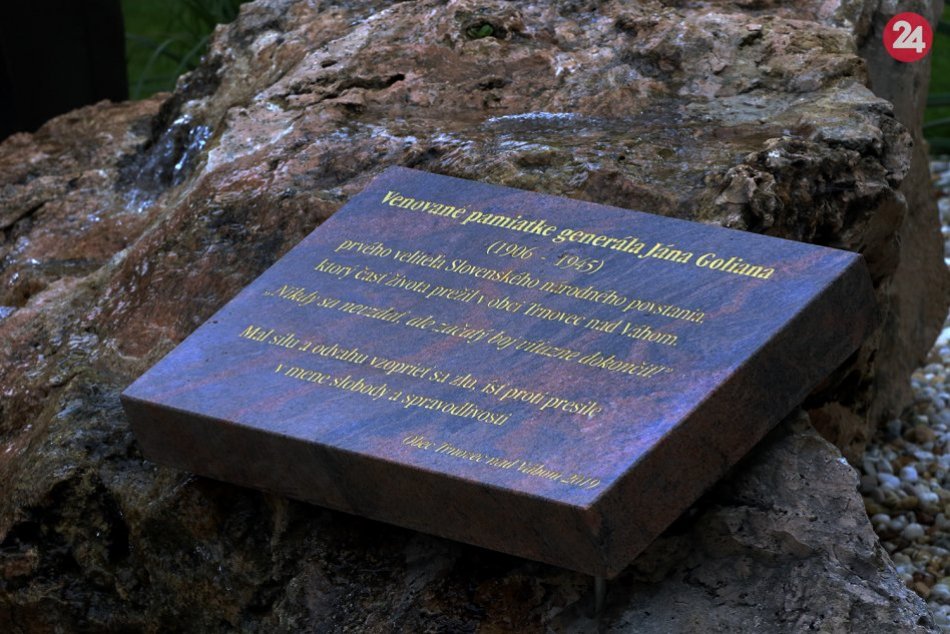 24
Venované pamiatke generála Jána Goliana
(1906 - 1945)
prvého veliteľa Slovenského národného povstania,
ktorý časť života prežil v obci Trnovec nad Váhom.
„Nikdy sa nevzdať, ale začatý boj víťazne dokončiť!"
Mal silu a odvahu vzoprieť sa zlu, ísť proti presile
v mene slobody a spravodlivosti
Obec Trnovec nad Váhom 2019